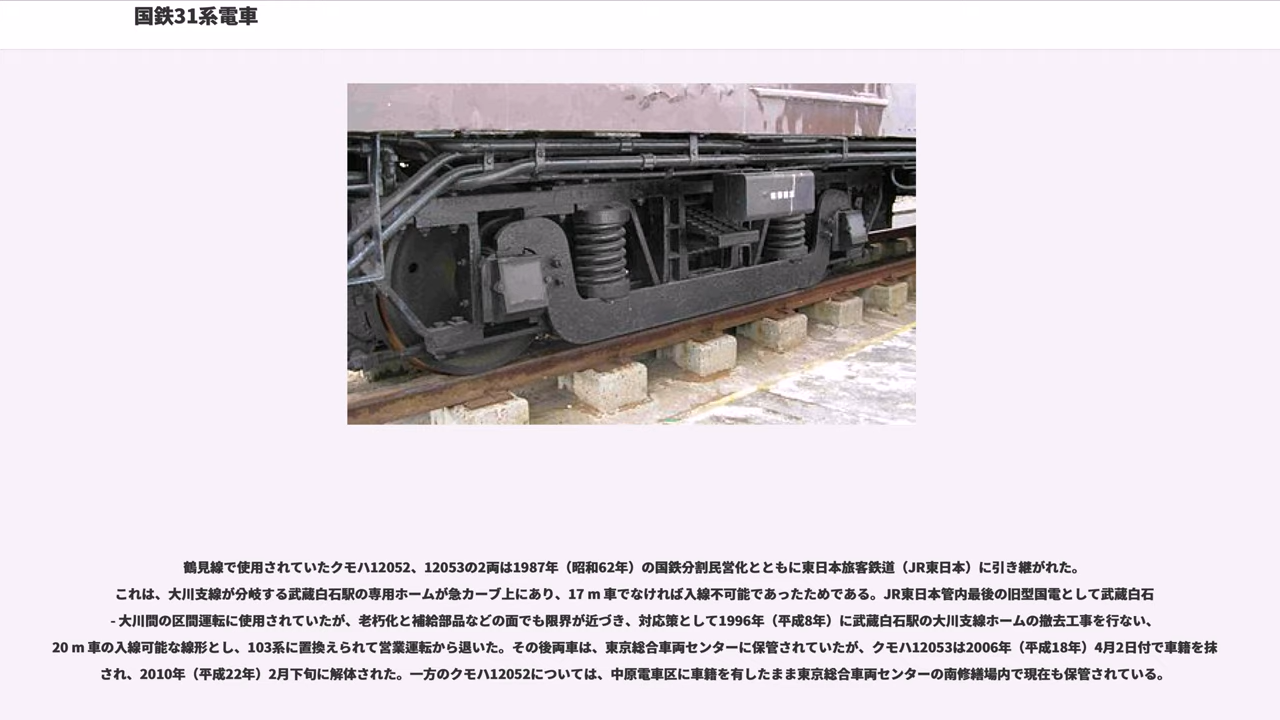 国鉄31系電車
鶴見線で使用されていたクモハ12052、12053の2両は1987年（昭和62年）の国鉄分割民営化とともに東日本旅客鉄道（JR東日本）に引き継がれた。
これは、大川支線が分岐する武蔵白石駅の専用ホームが急カーブ上にあり、17 m 車でなければ入線不可能であったためである。JR東日本管内最後の旧型国電として武蔵白石
- 大川間の区間運転に使用されていたが、老朽化と補給部品などの面でも限界が近づき、対応策として1996年（平成8年）に武蔵白石駅の大川支線ホームの撤去工事を行ない、
20 m 車の入線可能な線形とし、103系に置換えられて営業運転から退いた。その後両車は、東京総合車両センターに保管されていたが、クモハ12053は2006年（平成18年）4月2日付で車籍を抹
され、2010年（平成22年）2月下旬に解体された。一方のクモハ12052については、中原電車区に車籍を有したまま東京総合車両センターの南修繕場内で現在も保管されている。